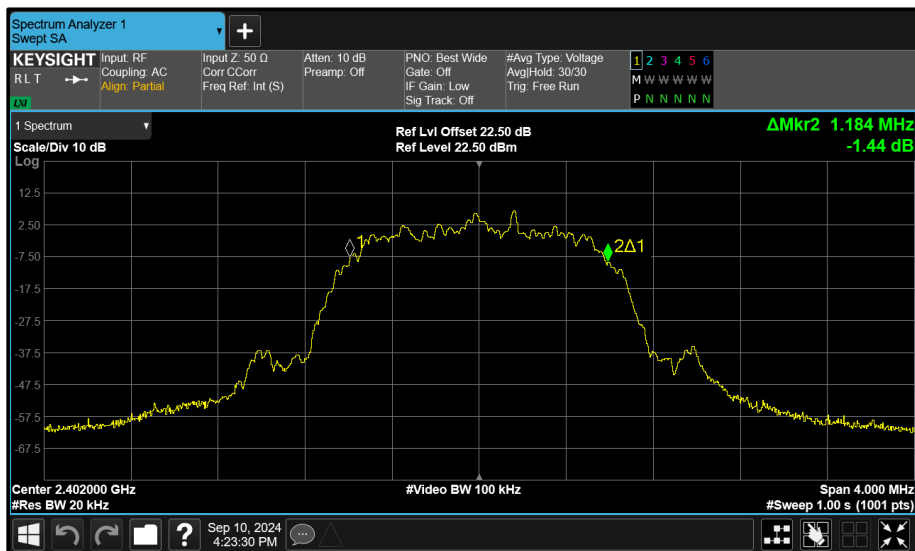 Spectrum Analyzer 1
Swept SA
KEYSIGHT
R L T
LXI
Input: RF
Coupling: AC
Align: Partial
Input Z: 50 Ω
Corr CCorr
Freq Ref: Int (S)
Atten: 10 dB
Preamp: Off
PNO: Best Wide
Gate: Off
IF Gain: Low
Sig Track: Off
#Avg Type: Voltage
Avg|Hold: 30/30
Trig: Free Run
1 2 3 4 5 6
M W W W W W
P N N N N N
1 Spectrum
Scale/Div 10 dB
Ref Lvl Offset 22.50 dB
Ref Level 22.50 dBm
ΔMkr2 1.184 MHz
-1.44 dB
Log
12.5
2.50
-7.50
-17.5
-27.5
-37.5
-47.5
-57.5
-67.5
1
2Δ1
Center 2.402000 GHz
#Res BW 20 kHz
#Video BW 100 kHz
Span 4.000 MHz
#Sweep 1.00 s (1001 pts)
?
Sep 10, 2024
4:23:30 PM